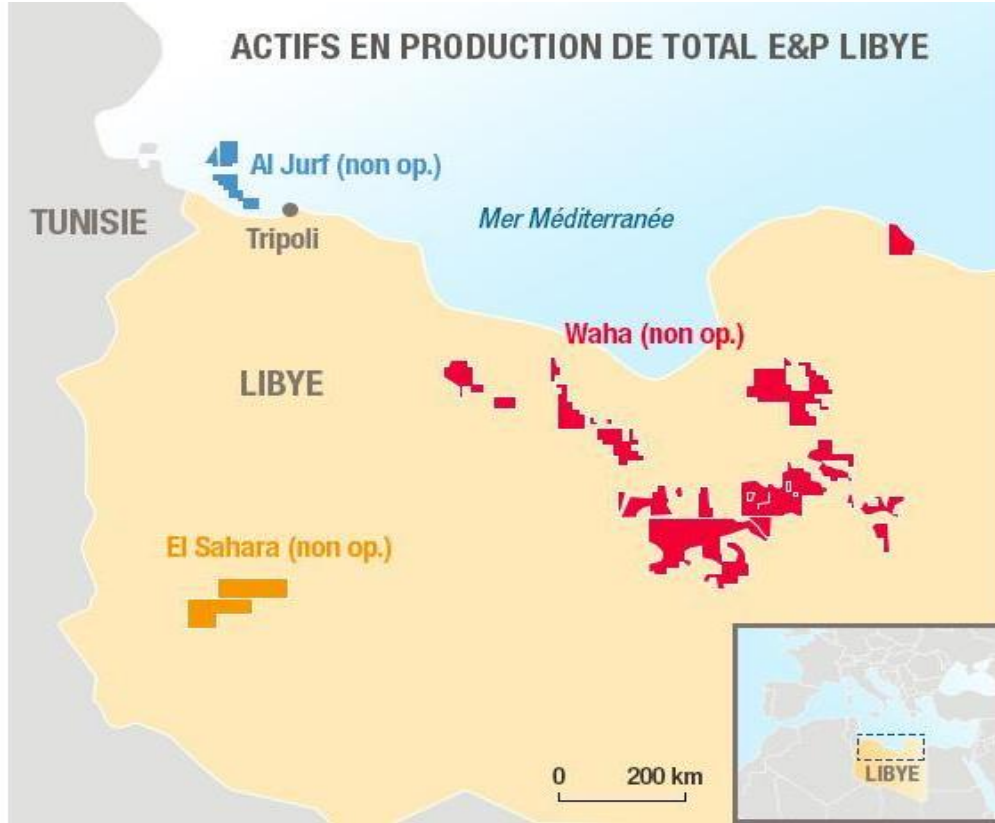 ACTIFS EN PRODUCTION DE TOTAL E&P LIBYE
Al Jurf (non op.)
TUNISIE
Mer Méditerranée
Tripoli
Waha (non op.)
LIBYE
El Sahara (non op.)
0 200 km
LIBYE